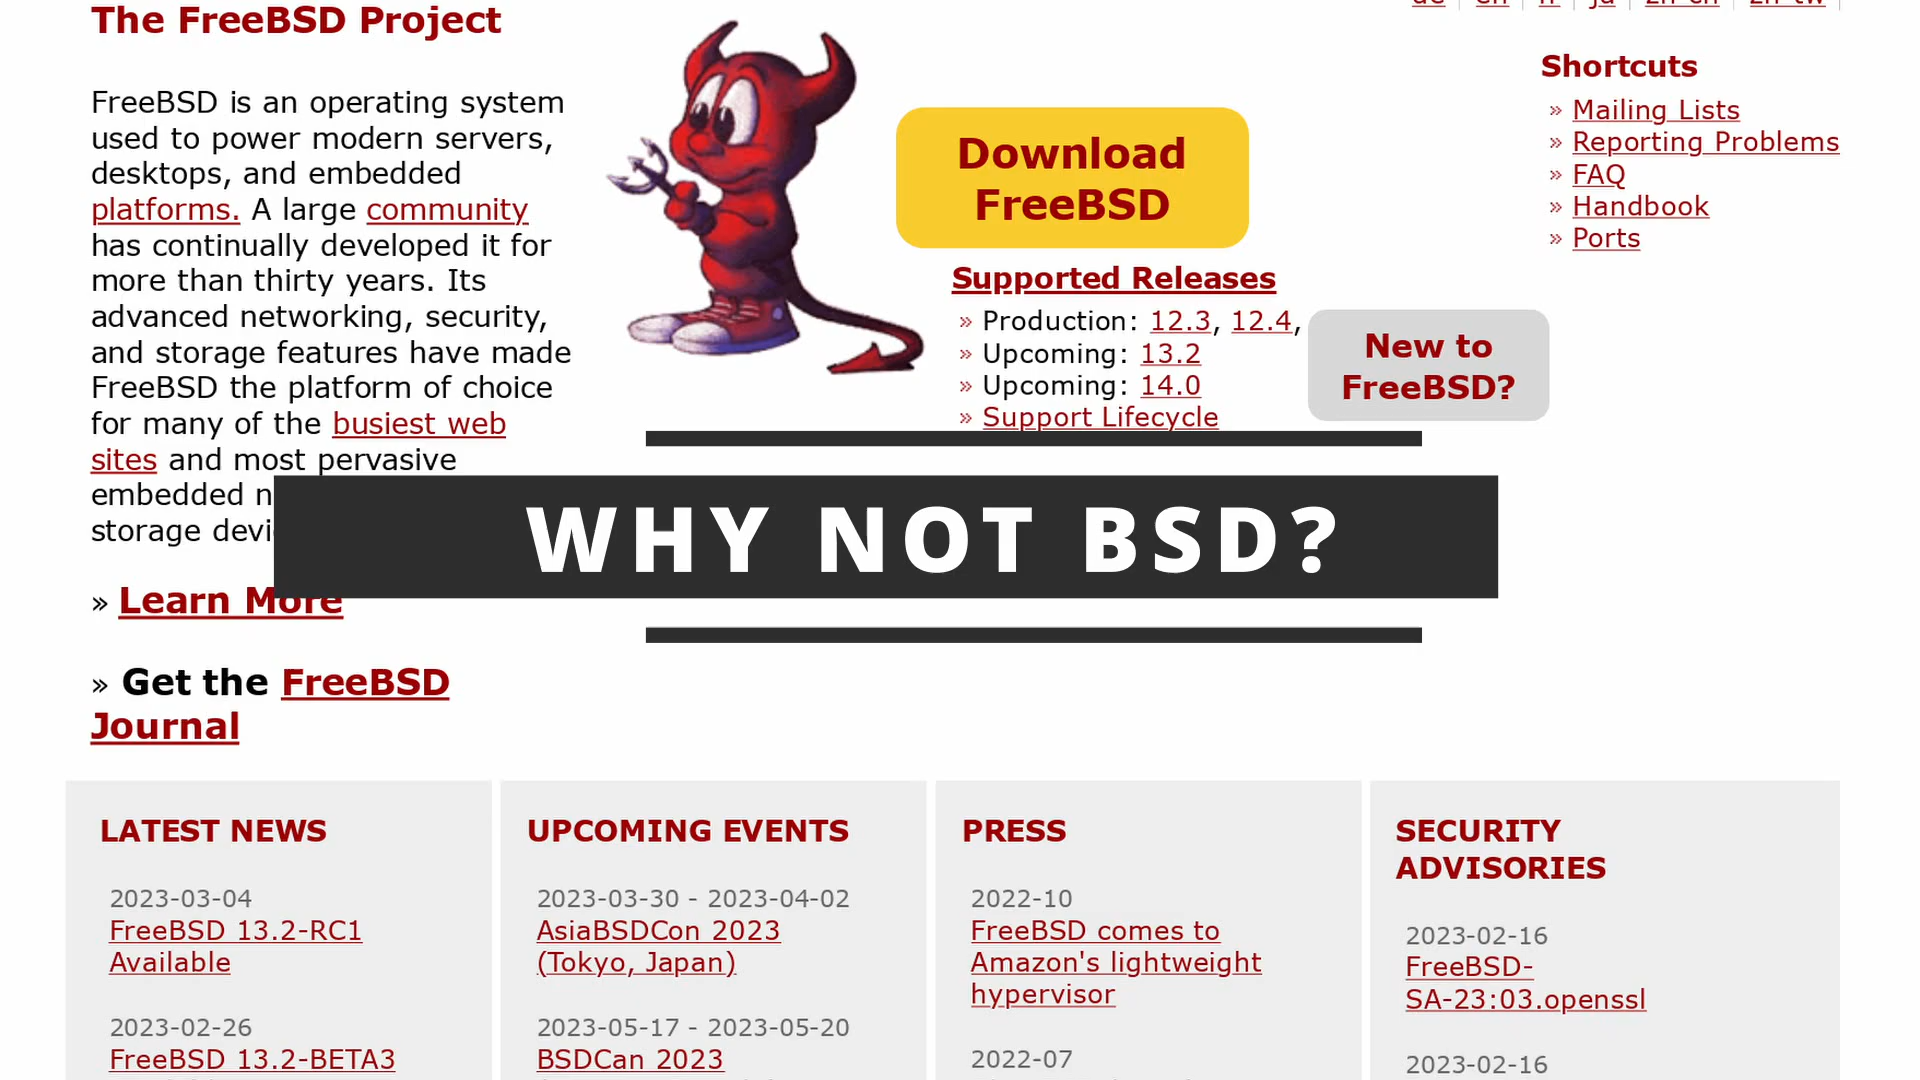 The FreeBSD Project
de en fr ja zh-cn zh-tw
FreeBSD is an operating system
used to power modern servers,
desktops, and embedded
platforms. A large community
has continually developed it for
more than thirty years. Its
advanced networking, security,
and storage features have made
FreeBSD the platform of choice
for many of the busiest web
sites and most pervasive
embedded
storage
» Learn More
» Get the FreeBSD
Journal
Download
FreeBSD
Supported Releases
» Production: 12.3, 12.4,
» Upcoming: 13.2
» Upcoming: 14.0
» Support Lifecycle
New to
FreeBSD?
Shortcuts
» Mailing Lists
» Reporting Problems
» FAQ
» Handbook
» Ports
WHY NOT BSD?
LATEST NEWS
2023-03-04
FreeBSD 13.2-RC1
Available
2023-02-26
FreeBSD 13.2-BETA3
UPCOMING EVENTS
2023-03-30 - 2023-04-02
AsiaBSDCon 2023
(Tokyo, Japan)
2023-05-17 - 2023-05-20
BSDCan 2023
PRESS
2022-10
FreeBSD comes to
Amazon's lightweight
hypervisor
2022-07
SECURITY
ADVISORIES
2023-02-16
FreeBSD-
SA-23:03.openssl
2023-02-16